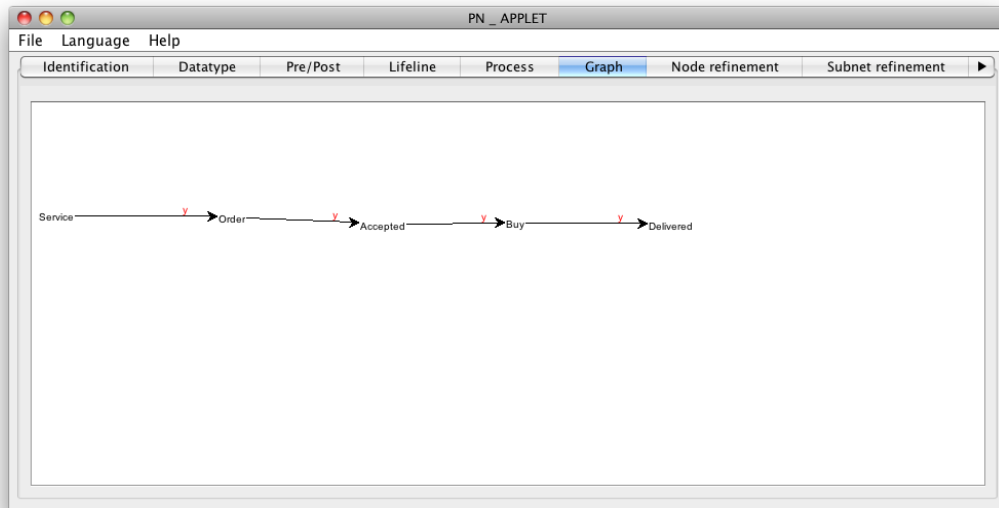 PN _ APPLET
File Language Help
Identification Datatype Pre/Post Lifeline Process Graph Node refinement Subnet refinement
y y y y
Service Order Accepted Buy Delivered